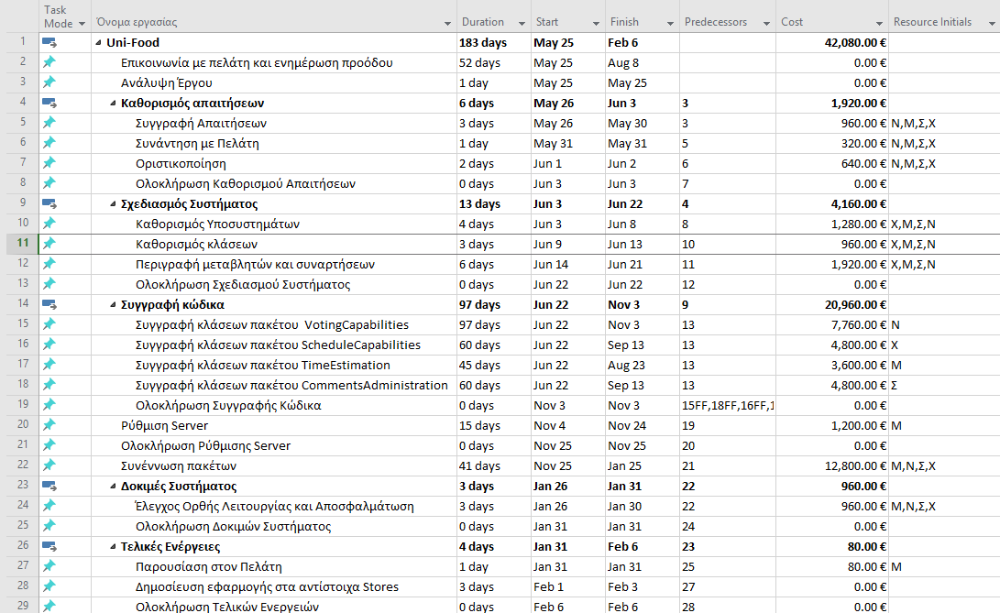 Task Mode Όνομα εργασίας Duration Start Finish Predecessors Cost Resource Initials
1 Uni-Food 183 days May 25 Feb 6 42,080.00 €
2 Επικοινωνία με πελάτη και ενημέρωση προόδου 52 days May 25 Aug 8 0.00 €
3 Ανάλυψη Έργου 1 day May 25 May 25 0.00 €
4 Καθορισμός απαιτήσεων 6 days May 26 Jun 3 3 1,920.00 €
5 Συγγραφή Απαιτήσεων 3 days May 26 May 30 3 960.00 € Ν,Μ,Σ,Χ
6 Συνάντηση με Πελάτη 1 day May 31 May 31 5 320.00 € Ν,Μ,Σ,Χ
7 Οριστικοποίηση 2 days Jun 1 Jun 2 6 640.00 € Ν,Μ,Σ,Χ
8 Ολοκλήρωση Καθορισμού Απαιτήσεων 0 days Jun 3 Jun 3 7 0.00 €
9 Σχεδιασμός Συστήματος 13 days Jun 3 Jun 22 4 4,160.00 €
10 Καθορισμός Υποσυστημάτων 4 days Jun 3 Jun 8 8 1,280.00 € Χ,Μ,Σ,Ν
11 Καθορισμός κλάσεων 3 days Jun 9 Jun 13 10 960.00 € Χ,Μ,Σ,Ν
12 Περιγραφή μεταβλητών και συναρτήσεων 6 days Jun 14 Jun 21 11 1,920.00 € Χ,Μ,Σ,Ν
13 Ολοκλήρωση Σχεδιασμού Συστήματος 0 days Jun 22 Jun 22 12 0.00 €
14 Συγγραφή κώδικα 97 days Jun 22 Nov 3 9 20,960.00 €
15 Συγγραφή κλάσεων πακέτου VotingCapabilities 97 days Jun 22 Nov 3 13 7,760.00 € Ν
16 Συγγραφή κλάσεων πακέτου ScheduleCapabilities 60 days Jun 22 Sep 13 13 4,800.00 € Χ
17 Συγγραφή κλάσεων πακέτου TimeEstimation 45 days Jun 22 Aug 23 13 3,600.00 € Μ
18 Συγγραφή κλάσεων πακέτου CommentsAdministration 60 days Jun 22 Sep 13 13 4,800.00 € Σ
19 Ολοκλήρωση Συγγραφής Κώδικα 0 days Nov 3 Nov 3 15FF,18FF,16FF,1 0.00 €
20 Ρύθμιση Server 15 days Nov 4 Nov 24 19 1,200.00 € Μ
21 Ολοκλήρωση Ρύθμισης Server 0 days Nov 25 Nov 25 20 0.00 €
22 Συνέννωση πακέτων 41 days Nov 25 Jan 25 21 12,800.00 € Μ,Ν,Σ,Χ
23 Δοκιμές Συστήματος 3 days Jan 26 Jan 31 22 960.00 €
24 Έλεγχος Ορθής Λειτουργίας και Αποσφαλμάτωση 3 days Jan 26 Jan 30 22 960.00 € Μ,Ν,Σ,Χ
25 Ολοκλήρωση Δοκιμών Συστήματος 0 days Jan 31 Jan 31 24 0.00 €
26 Τελικές Ενέργειες 4 days Jan 31 Feb 6 23 80.00 €
27 Παρουσίαση στον Πελάτη 1 day Jan 31 Jan 31 25 80.00 € Μ
28 Δημοσίευση εφαρμογής στα αντίστοιχα Stores 3 days Feb 1 Feb 3 27 0.00 €
29 Ολοκλήρωση Τελικών Ενεργειών 0 days Feb 6 Feb 6 28 0.00 €